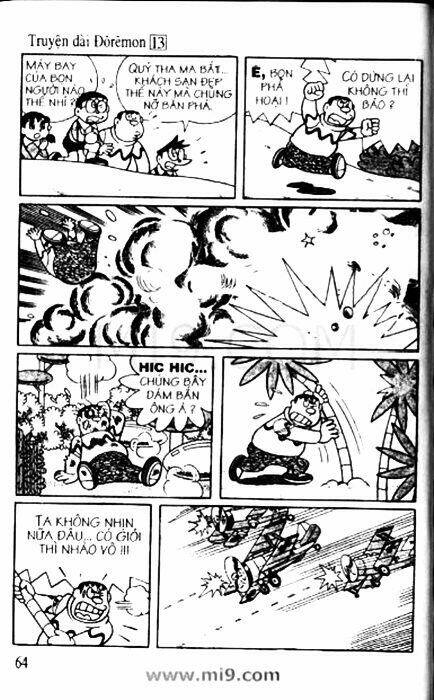 Truyện dài Đôrêmon 13
MÁY BAY
CỦA BỌN
NGƯỜI NÀO
THẾ NHỈ ?
QUỶ THA MA BẮT...
KHÁCH SẠN ĐẸP
THẾ NÀY MÀ CHÚNG
NỠ BẮN PHÁ.
Ê, BỌN
PHÁ
HOẠI !
CÓ DỪNG LẠI
KHÔNG THÌ
BẢO ?
HIC HIC...
CHÚNG BÂY
DÁM BẮN
ÔNG À ?
TA KHÔNG NHỊN
NỮA ĐÂU... CÓ GIỎI
THÌ NHÀO VÔ !!!
64
www.mi9.com
MI9.COM